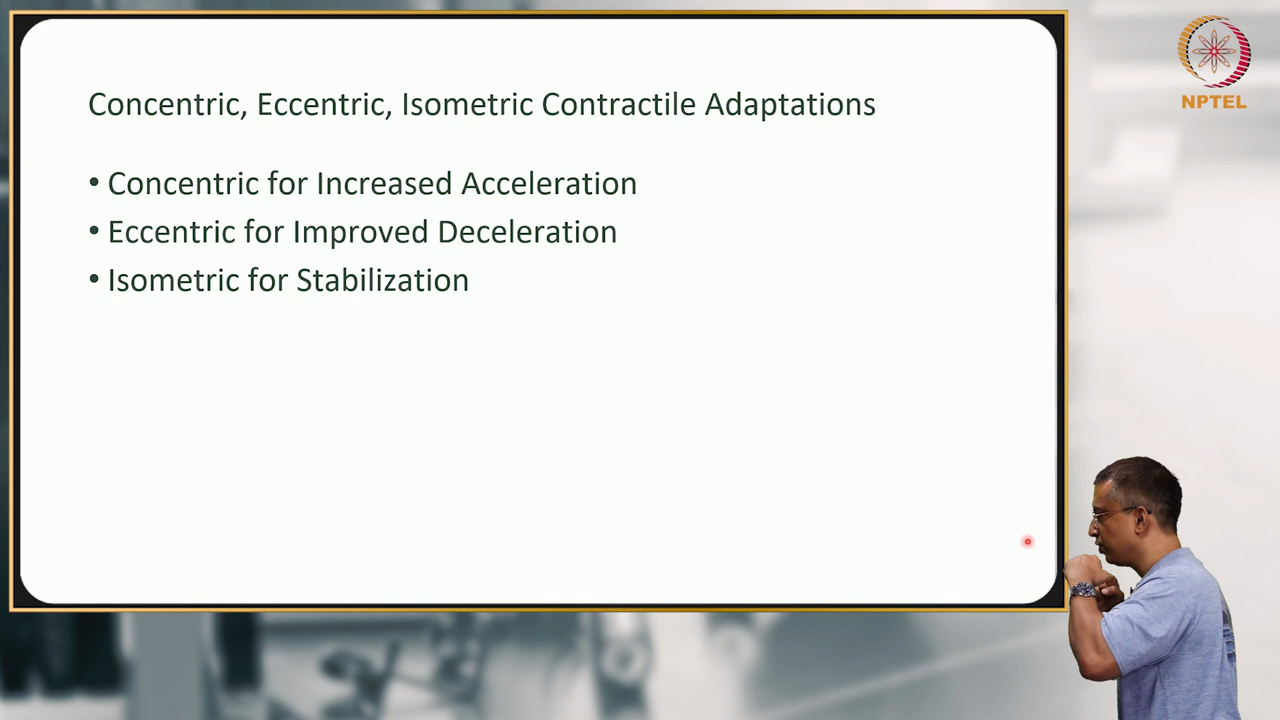 NPTEL
Concentric, Eccentric, Isometric Contractile Adaptations
• Concentric for Increased Acceleration
• Eccentric for Improved Deceleration
• Isometric for Stabilization